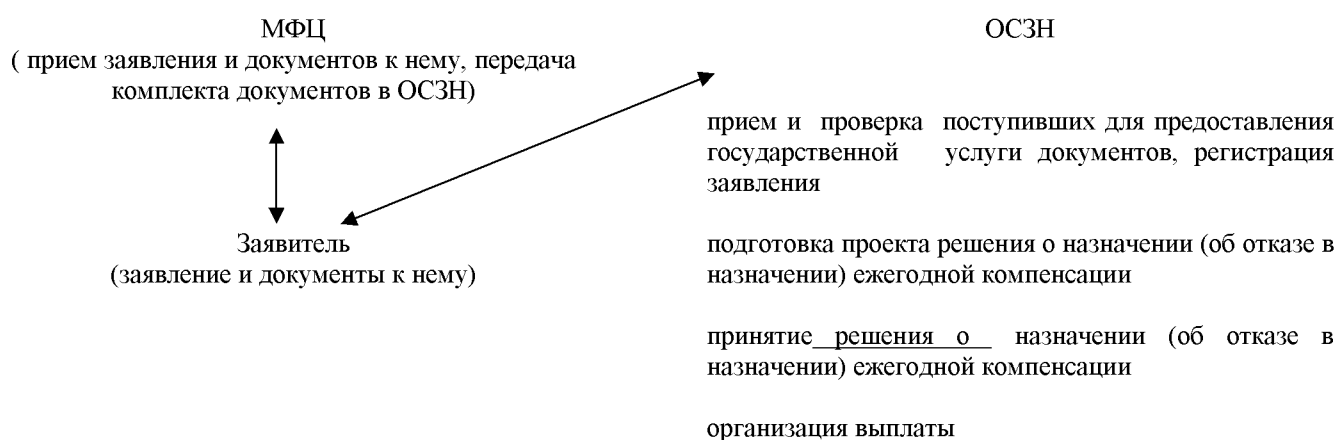 МФЦ
( прием заявления и документов к нему, передача
комплекта документов в ОСЗН)
Заявитель
(заявление и документы к нему)
ОСЗН
прием и проверка поступивших для предоставления
государственной услуги документов, регистрация
заявления
подготовка проекта решения о назначении (об отказе в
назначении) ежегодной компенсации
принятие решения о назначении (об отказе в
назначении) ежегодной компенсации
организация выплаты